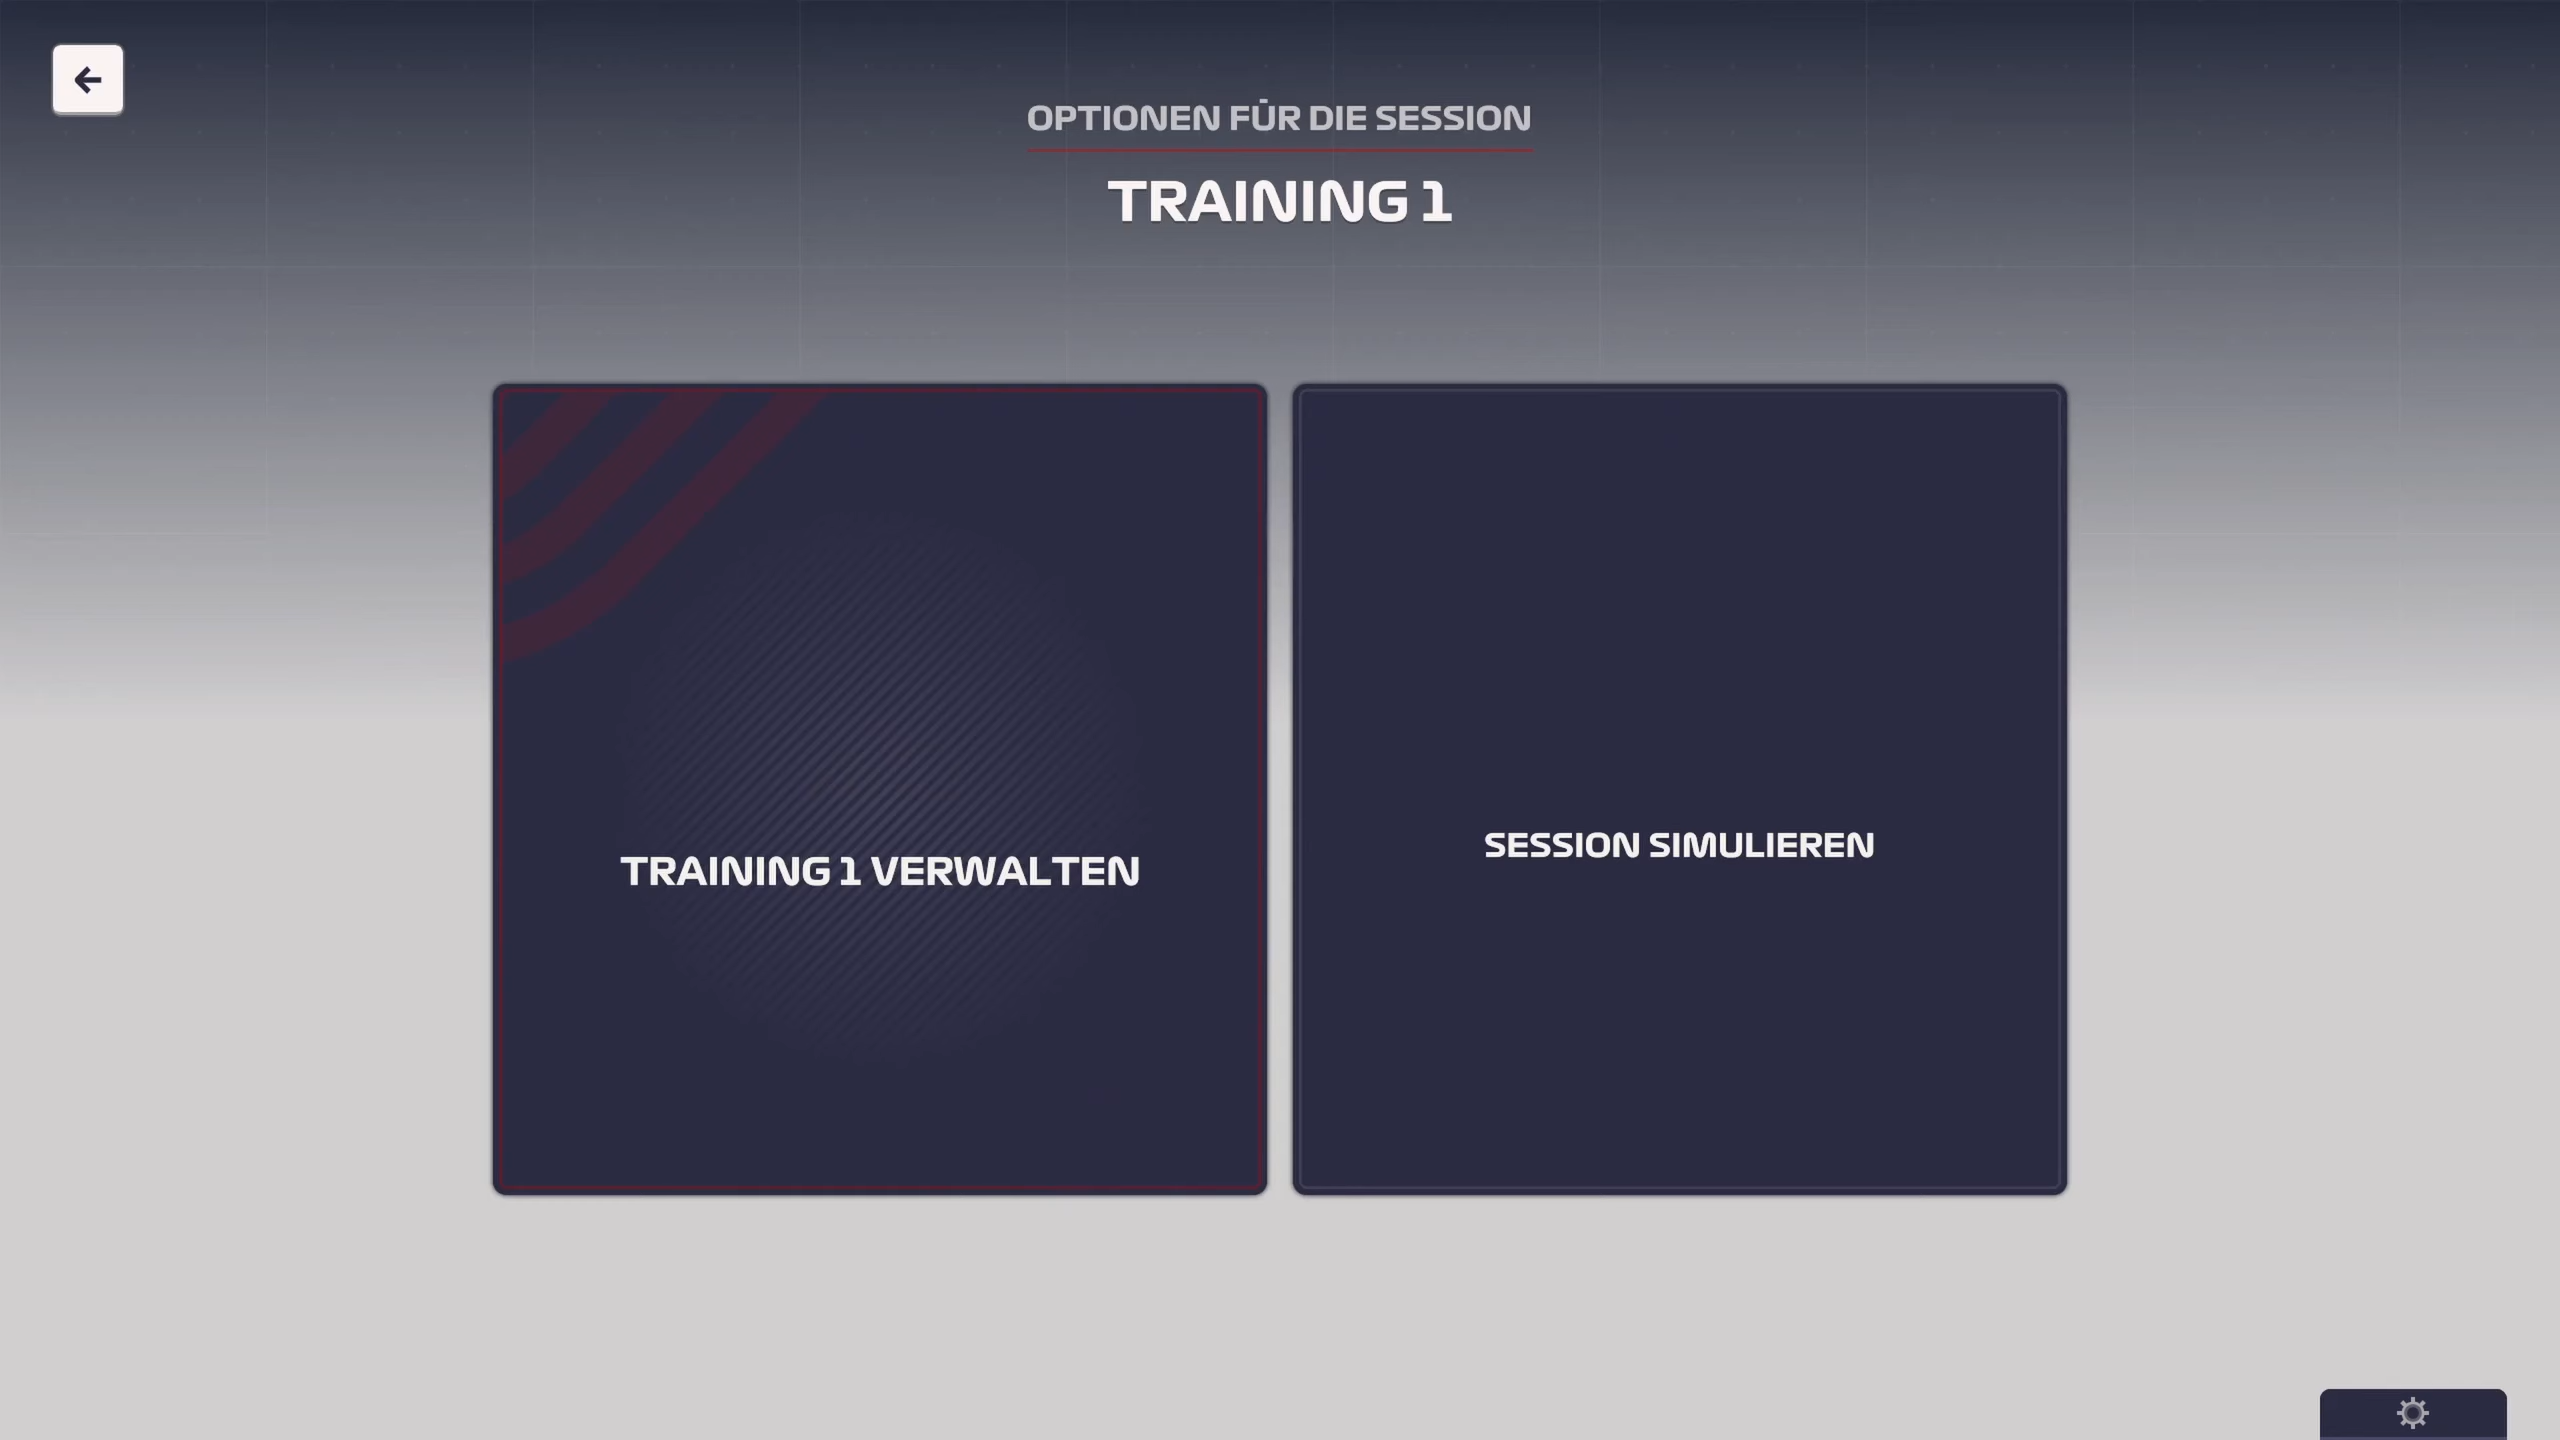 OPTIONEN FÜR DIE SESSION
TRAINING 1
TRAINING 1 VERWALTEN
SESSION SIMULIEREN